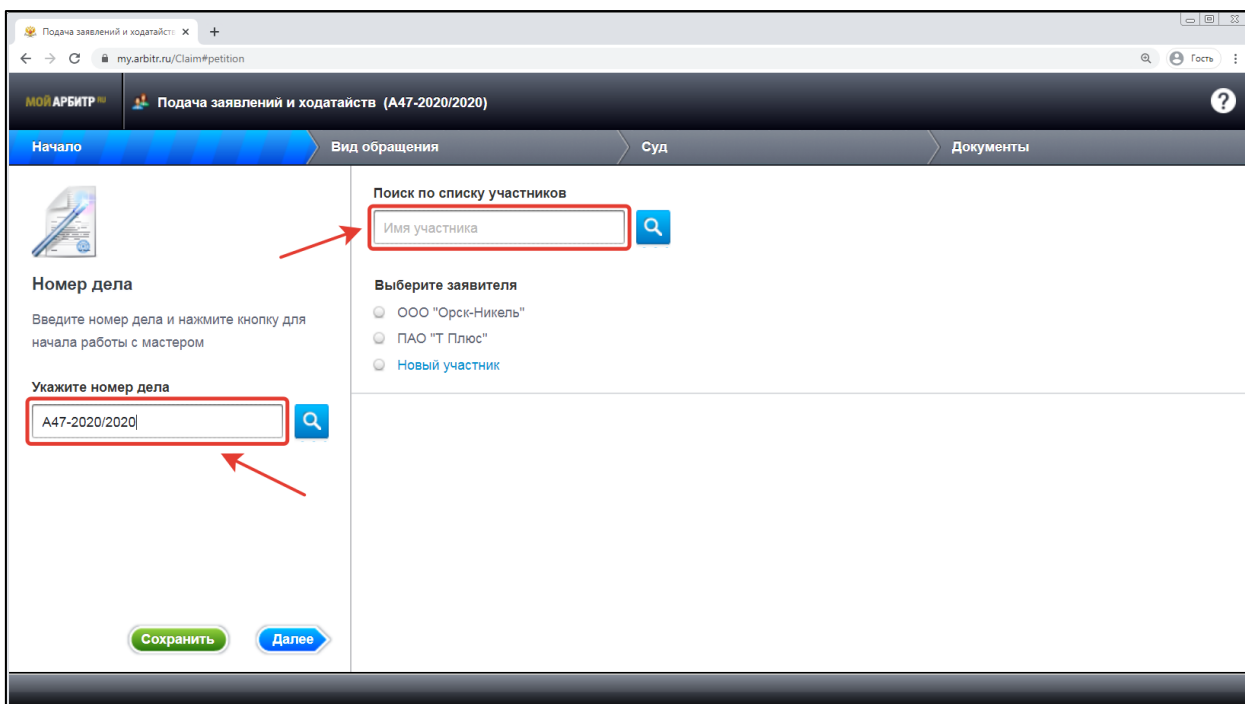 Подача заявлений и ходатайств
my.arbitr.ru/Claim#petition
Гость
МОЙ АРБИТР RU
Подача заявлений и ходатайств (А47-2020/2020)
Начало
Вид обращения
Суд
Документы
Номер дела
Введите номер дела и нажмите кнопку для
начала работы с мастером
Укажите номер дела
А47-2020/2020
Сохранить
Далее
Поиск по списку участников
Имя участника
Выберите заявителя
ООО "Орск-Никель"
ПАО "Т Плюс"
Новый участник